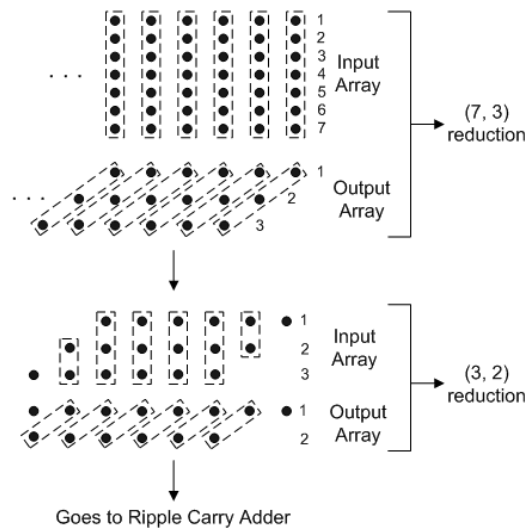 1
2
3
4
5
6
7
Input
Array
. . .
(7, 3)
reduction
1
2
3
Output
Array
. . .
1
2
3
Input
Array
(3, 2)
reduction
1
2
Output
Array
Goes to Ripple Carry Adder